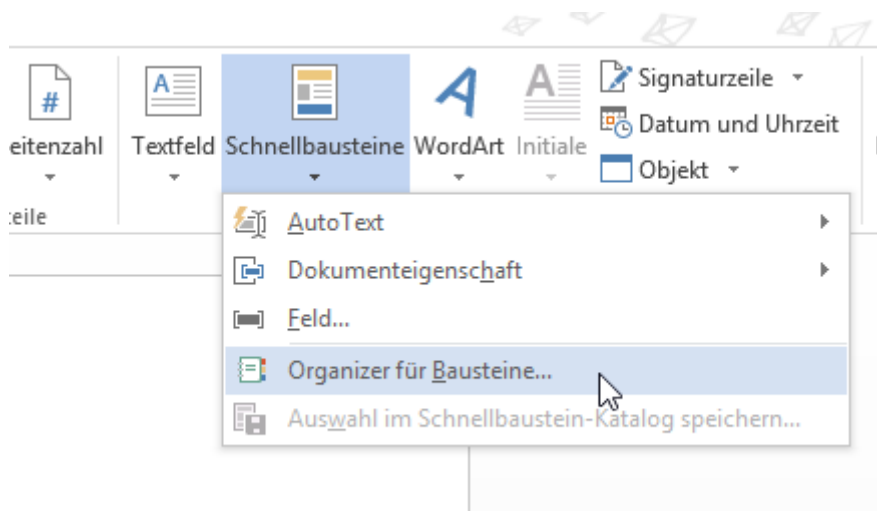 #
A
A
A
Signaturzeile
eitenzahl
Textfeld
Schnellbausteine
WordArt
Initiale
Datum und Uhrzeit
Objekt
eile
AutoText
Dokumenteigenschaft
Feld...
Organizer für Bausteine...
Auswahl im Schnellbaustein-Katalog speichern...